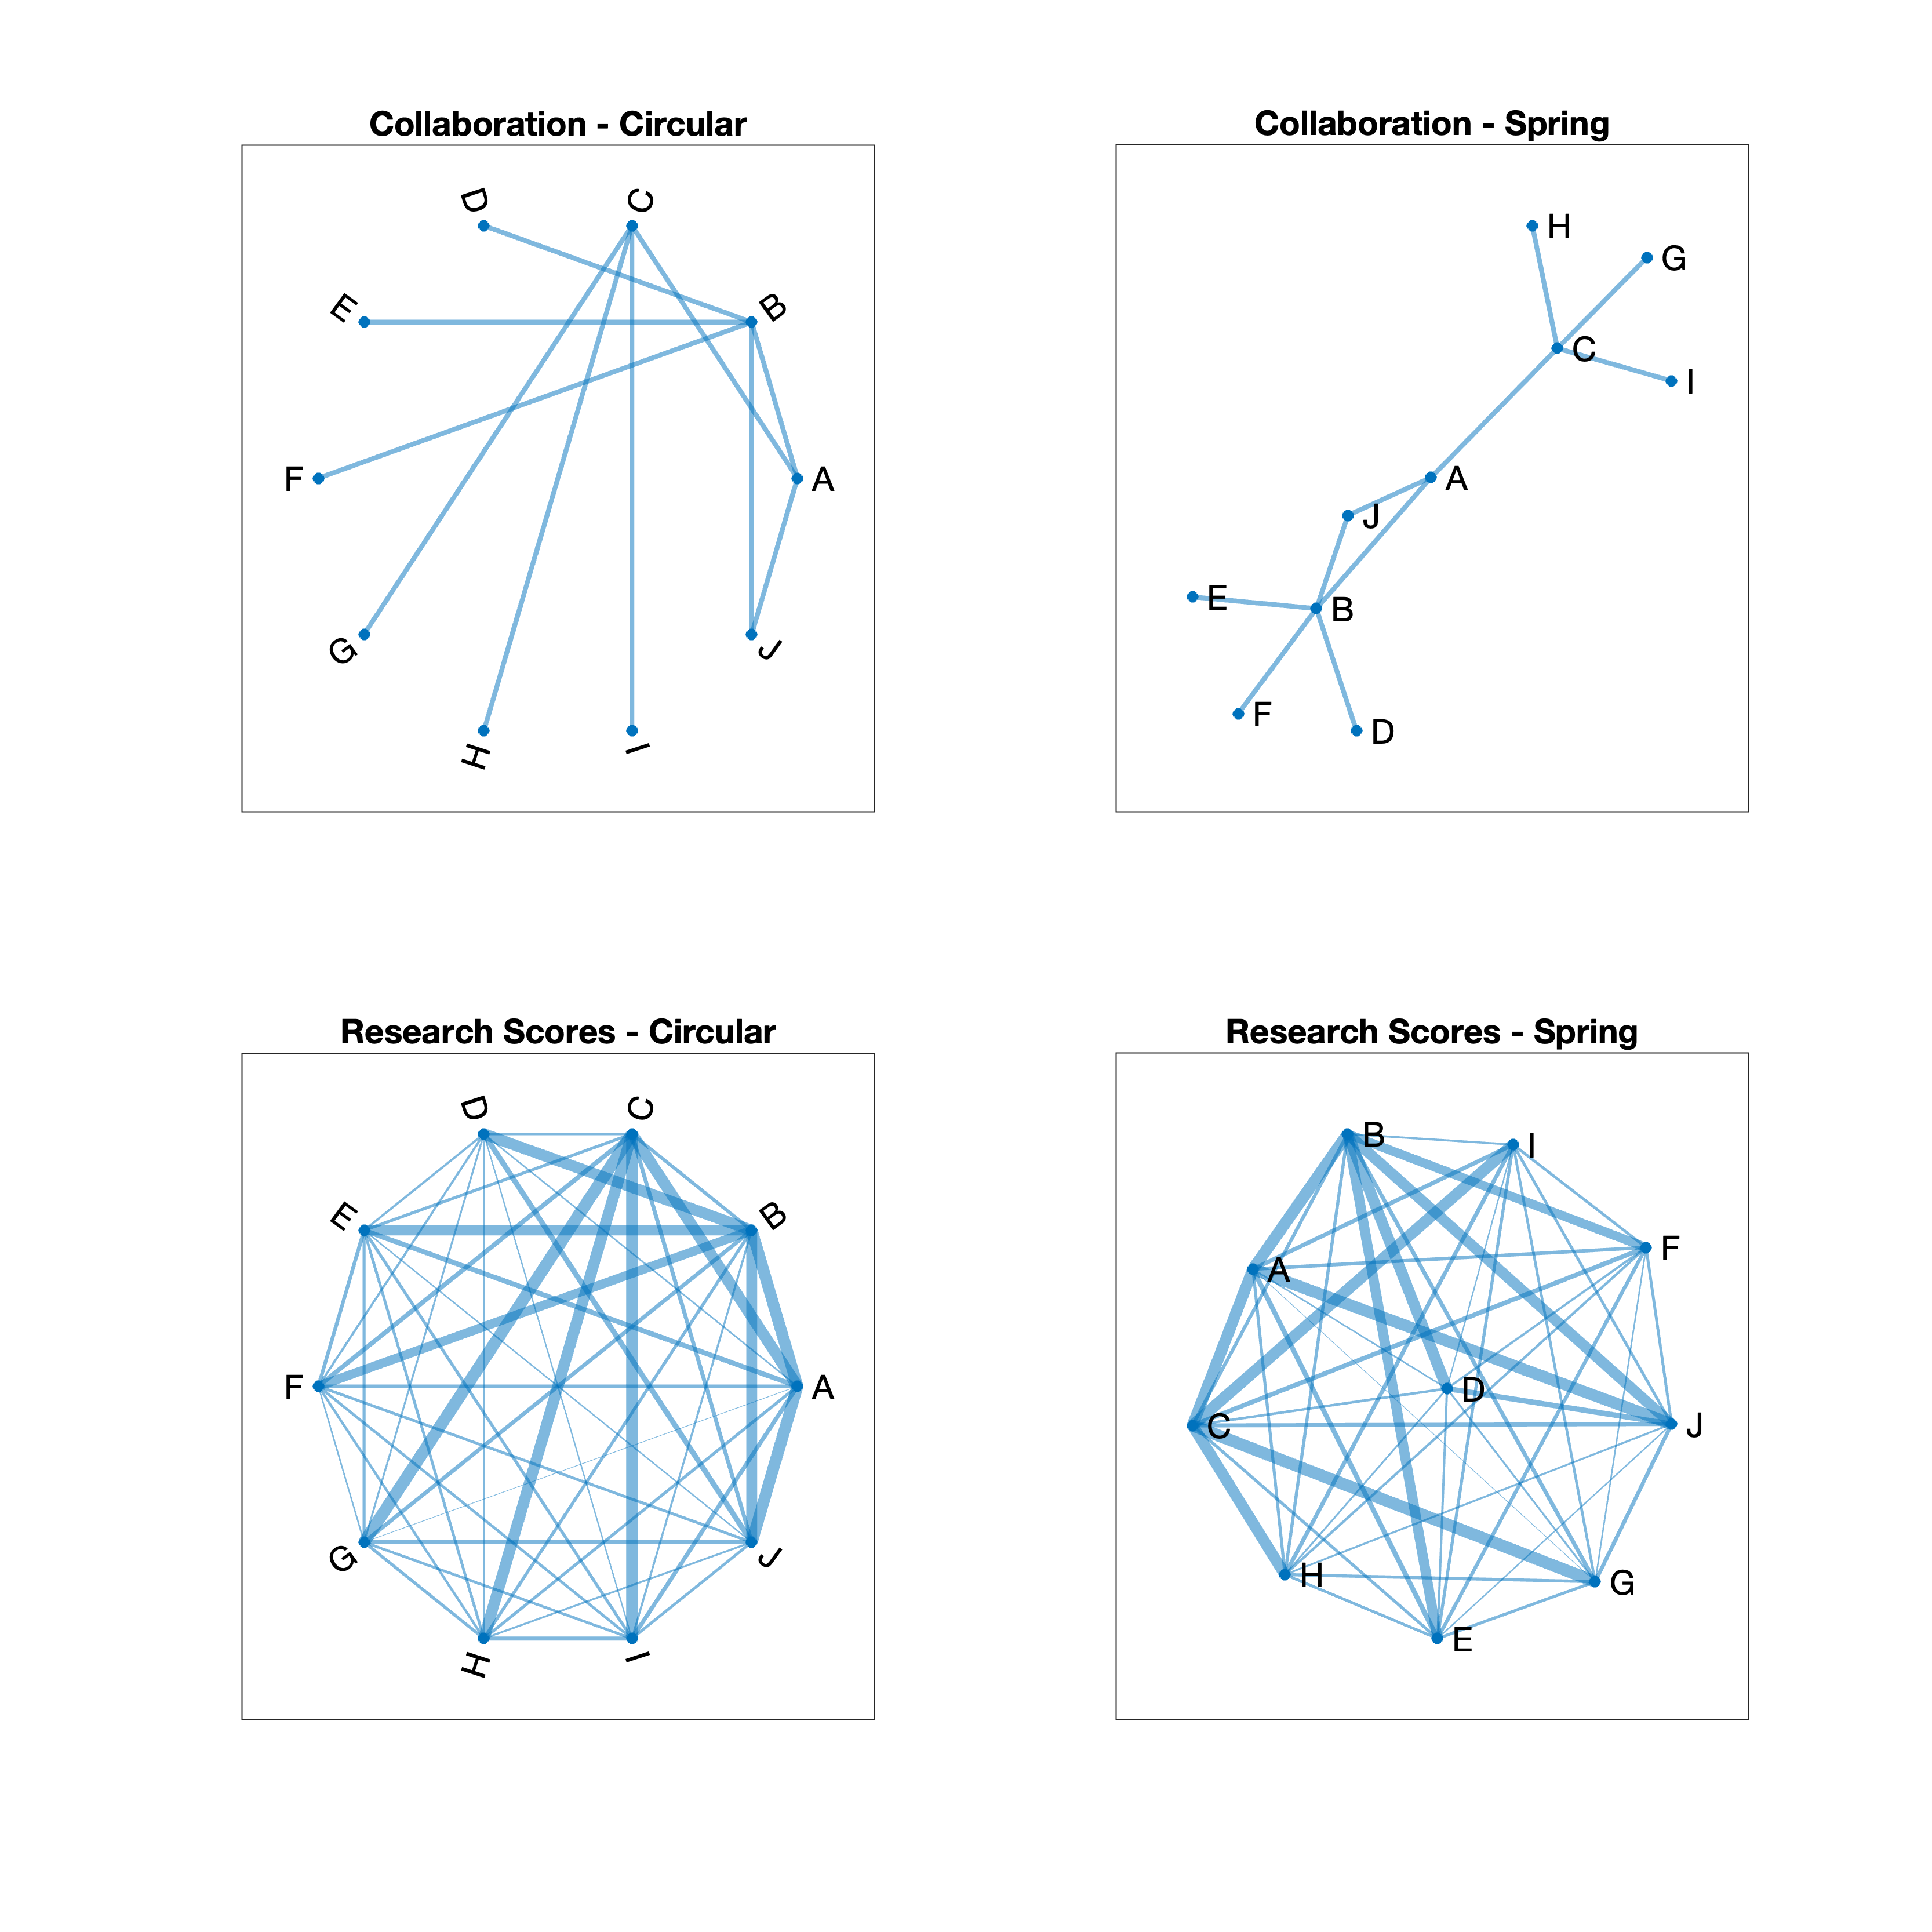 Collaboration - Circular
D
C
E
B
F
A
G
J
H
I
Collaboration - Spring
H
G
C
I
A
J
E
B
F
D
Research Scores - Circular
D
C
E
B
F
A
G
J
H
I
Research Scores - Spring
B
I
F
A
D
C
J
H
G
E